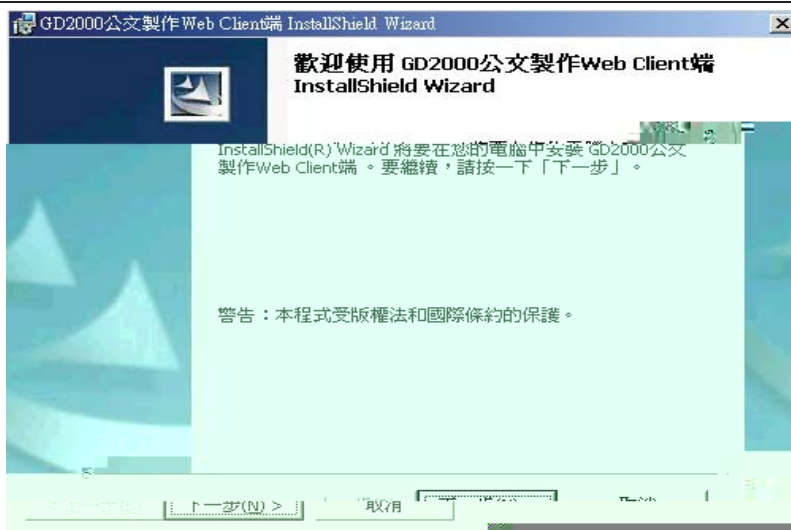 GD2000公文製作Web Client端 InstallShield Wizard
歡迎使用 GD2000公文製作Web Client端
InstallShield Wizard
InstallShield(R) Wizard 將要在您的電腦中安裝 GD2000公文
製作Web Client端 。要繼續，請按一下「下一步」。
警告：本程式受版權法和國際條約的保護。
下一步(N) > 取消